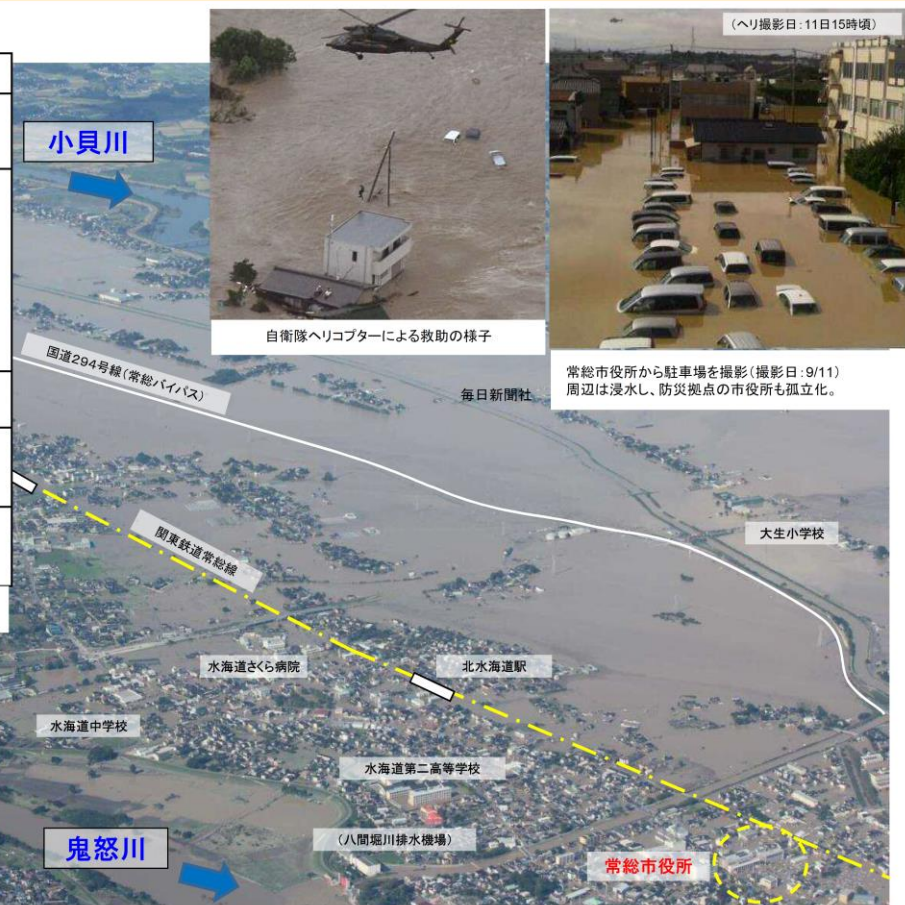 (ヘリ撮影日:11日15時頃)
小貝川
自衛隊ヘリコプターによる救助の様子
常総市役所から駐車場を撮影(撮影日:9/11)
周辺は浸水し、防災拠点の市役所も孤立化。
国道294号線(常総バイパス)
毎日新聞社
大生小学校
関東鉄道常総線
水海道さくら病院
北水海道駅
水海道中学校
水海道第二高等学校
(八間堀川排水機場)
鬼怒川
常総市役所